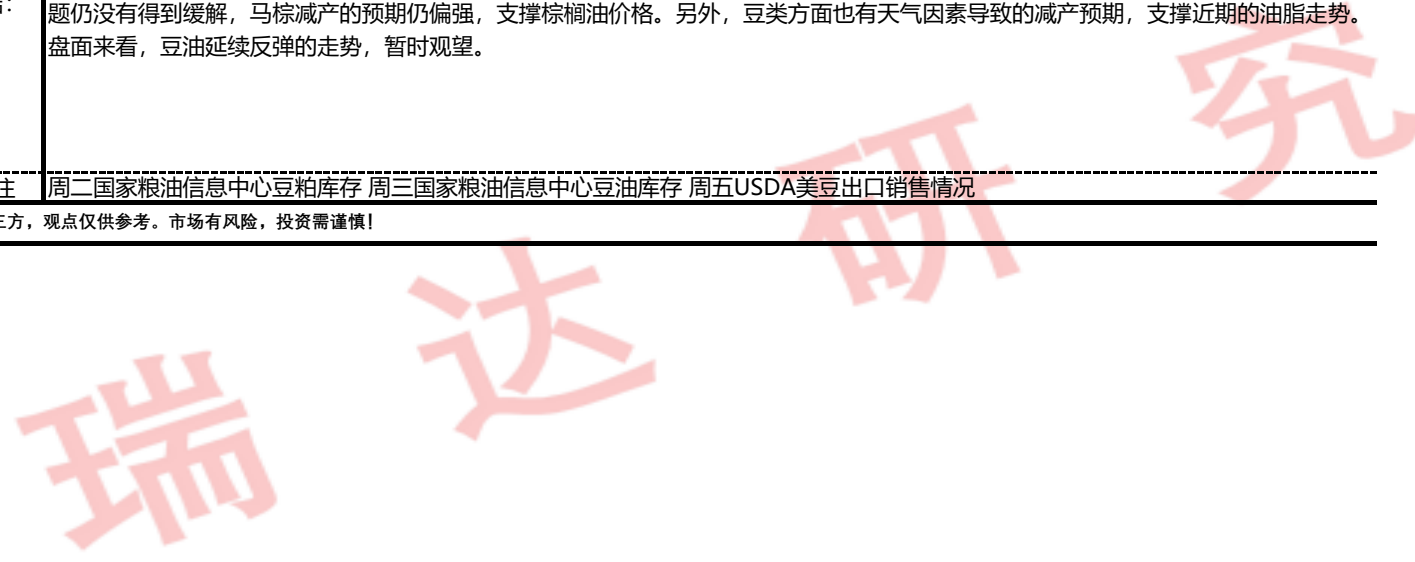 题仍没有得到缓解，马棕减产的预期仍偏强，支撑棕榈油价格。另外，豆类方面也有天气因素导致的减产预期，支撑近期的油脂走势。
盘面来看，豆油延续反弹的走势，暂时观望。
注 周二国家粮油信息中心豆粕库存 周三国家粮油信息中心豆油库存 周五USDA美豆出口销售情况
三方，观点仅供参考。市场有风险，投资需谨慎！
瑞达研究